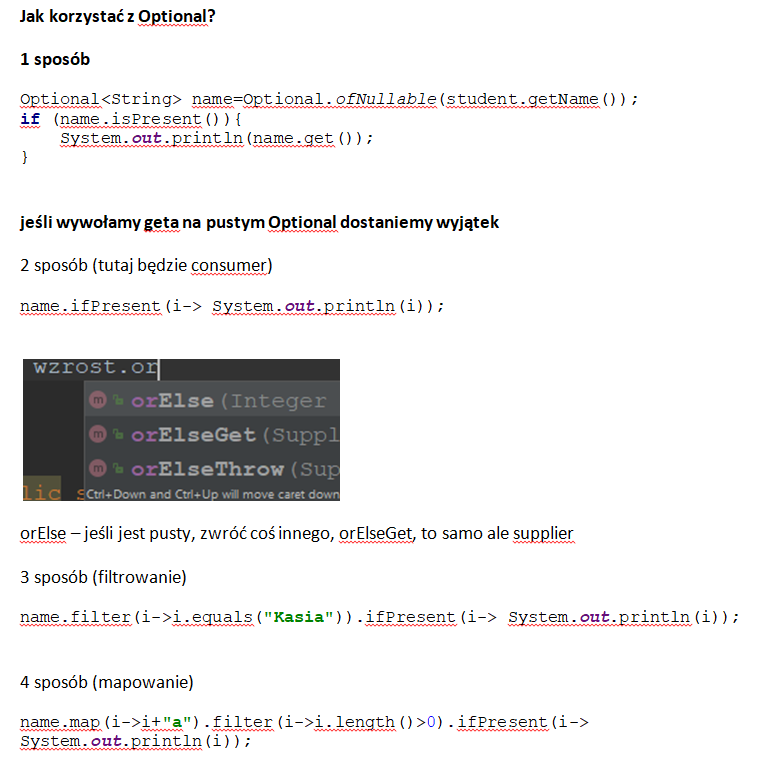 Jak korzystać z Optional?
1 sposób
Optional<String> name=Optional.ofNullable(student.getName());
if (name.isPresent()){
System.out.println(name.get());
}
jeśli wywołamy geta na pustym Optional dostaniemy wyjątek
2 sposób (tutaj będzie consumer)
name.ifPresent(i-> System.out.println(i));
wzrost.or
m orElse(Integer
m orElseGet(Suppl
m orElseThrow(Sup
lic s Ctrl+Down and Ctrl+Up will move caret down
orElse – jeśli jest pusty, zwróć coś innego, orElseGet, to samo ale supplier
3 sposób (filtrowanie)
name.filter(i->i.equals("Kasia")).ifPresent(i-> System.out.println(i));
4 sposób (mapowanie)
name.map(i->i+"a").filter(i->i.length()>0).ifPresent(i->
System.out.println(i));